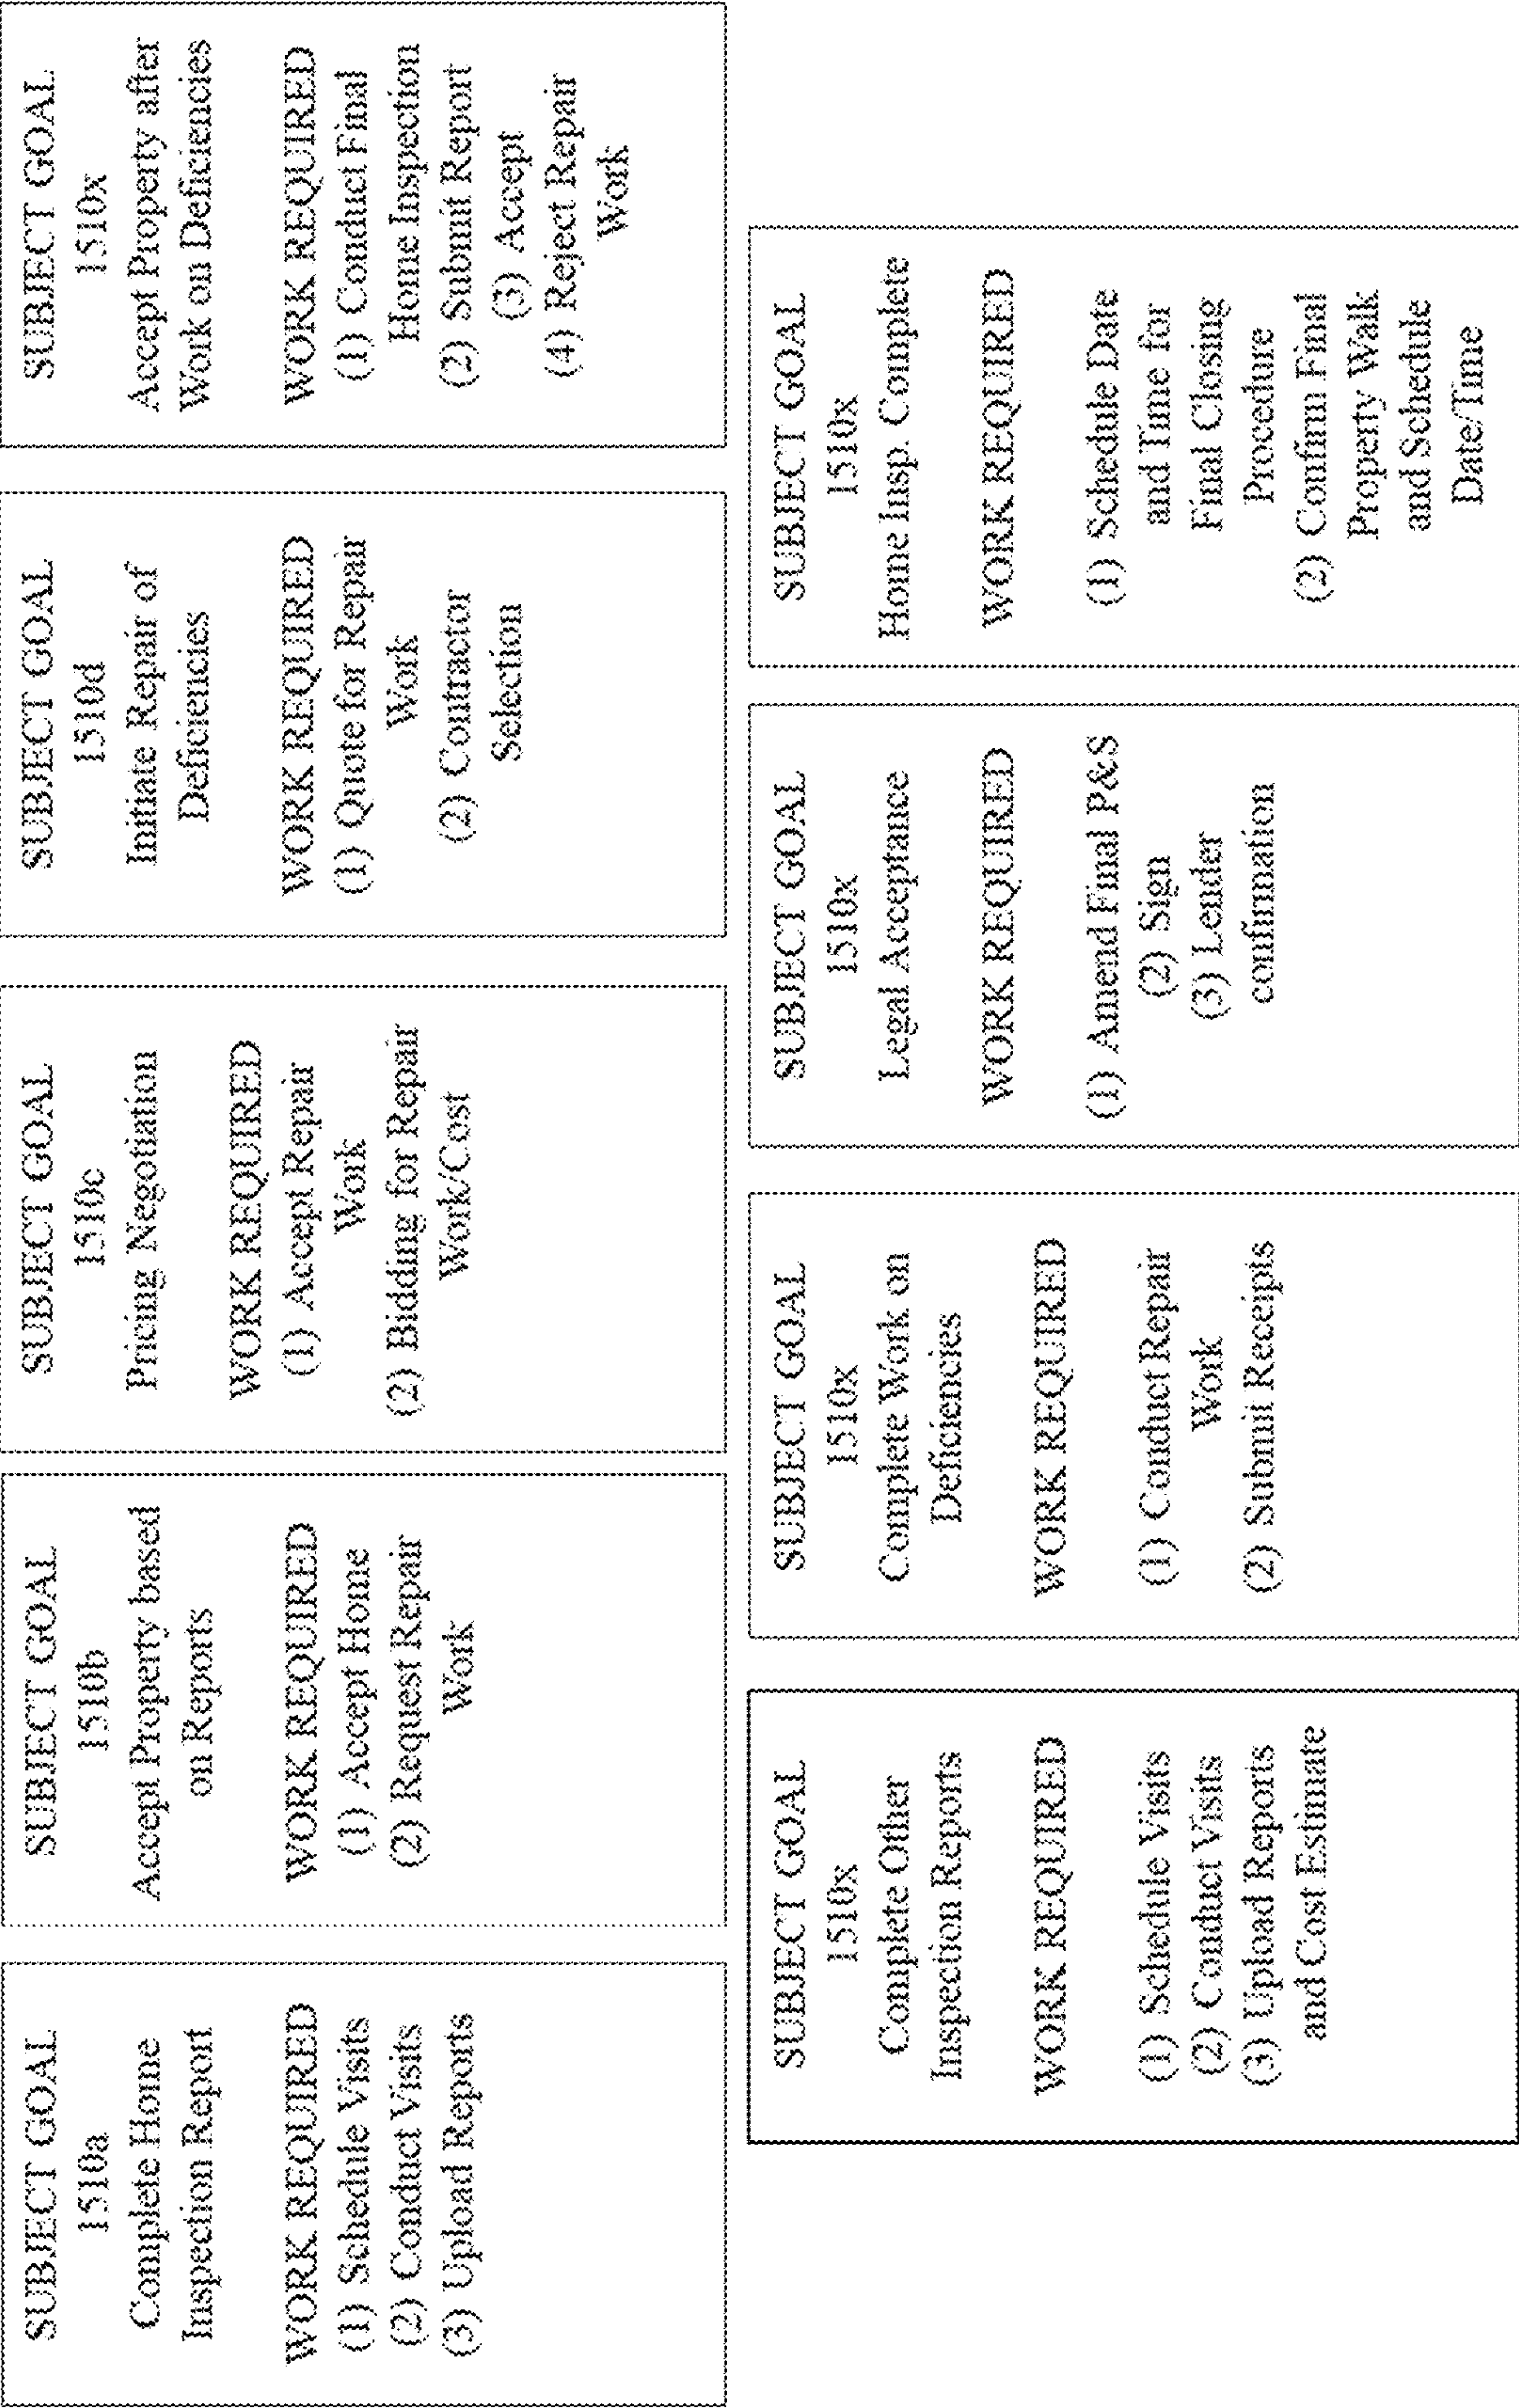 SUBJECT GOAL
1510a
Complete Home
Inspection Report
WORK REQUIRED
(1) Schedule Visits
(2) Conduct Visits
(3) Upload Reports
SUBJECT GOAL
1510b
Accept Property based
on Reports
WORK REQUIRED
(1) Accept Home
(2) Request Repair
Work
SUBJECT GOAL
1510c
Pricing Negotiation
WORK REQUIRED
(1) Accept Repair
Work
(2) Bidding for Repair
Work/Cost
SUBJECT GOAL
1510d
Initiate Repair of
Deficiencies
WORK REQUIRED
(1) Quote for Repair
Work
(2) Contractor
Selection
SUBJECT GOAL
1510x
Accept Property after
Work on Deficiencies
WORK REQUIRED
(1) Conduct Final
Home Inspection
(2) Submit Report
(3) Accept
(4) Reject Repair
Work
SUBJECT GOAL
1510x
Complete Other
Inspection Reports
WORK REQUIRED
(1) Schedule Visits
(2) Conduct Visits
(3) Upload Reports
and Cost Estimate
SUBJECT GOAL
1510x
Complete Work on
Deficiencies
WORK REQUIRED
(1) Conduct Repair
Work
(2) Submit Receipts
SUBJECT GOAL
1510x
Legal Acceptance
WORK REQUIRED
(1) Amend Final P&S
(2) Sign
(3) Lender
confirmation
SUBJECT GOAL
1510x
Home Insp. Complete
WORK REQUIRED
(1) Schedule Date
and Time for
Final Closing
Procedure
(2) Confirm Final
Property Walk
and Schedule
Date/Time